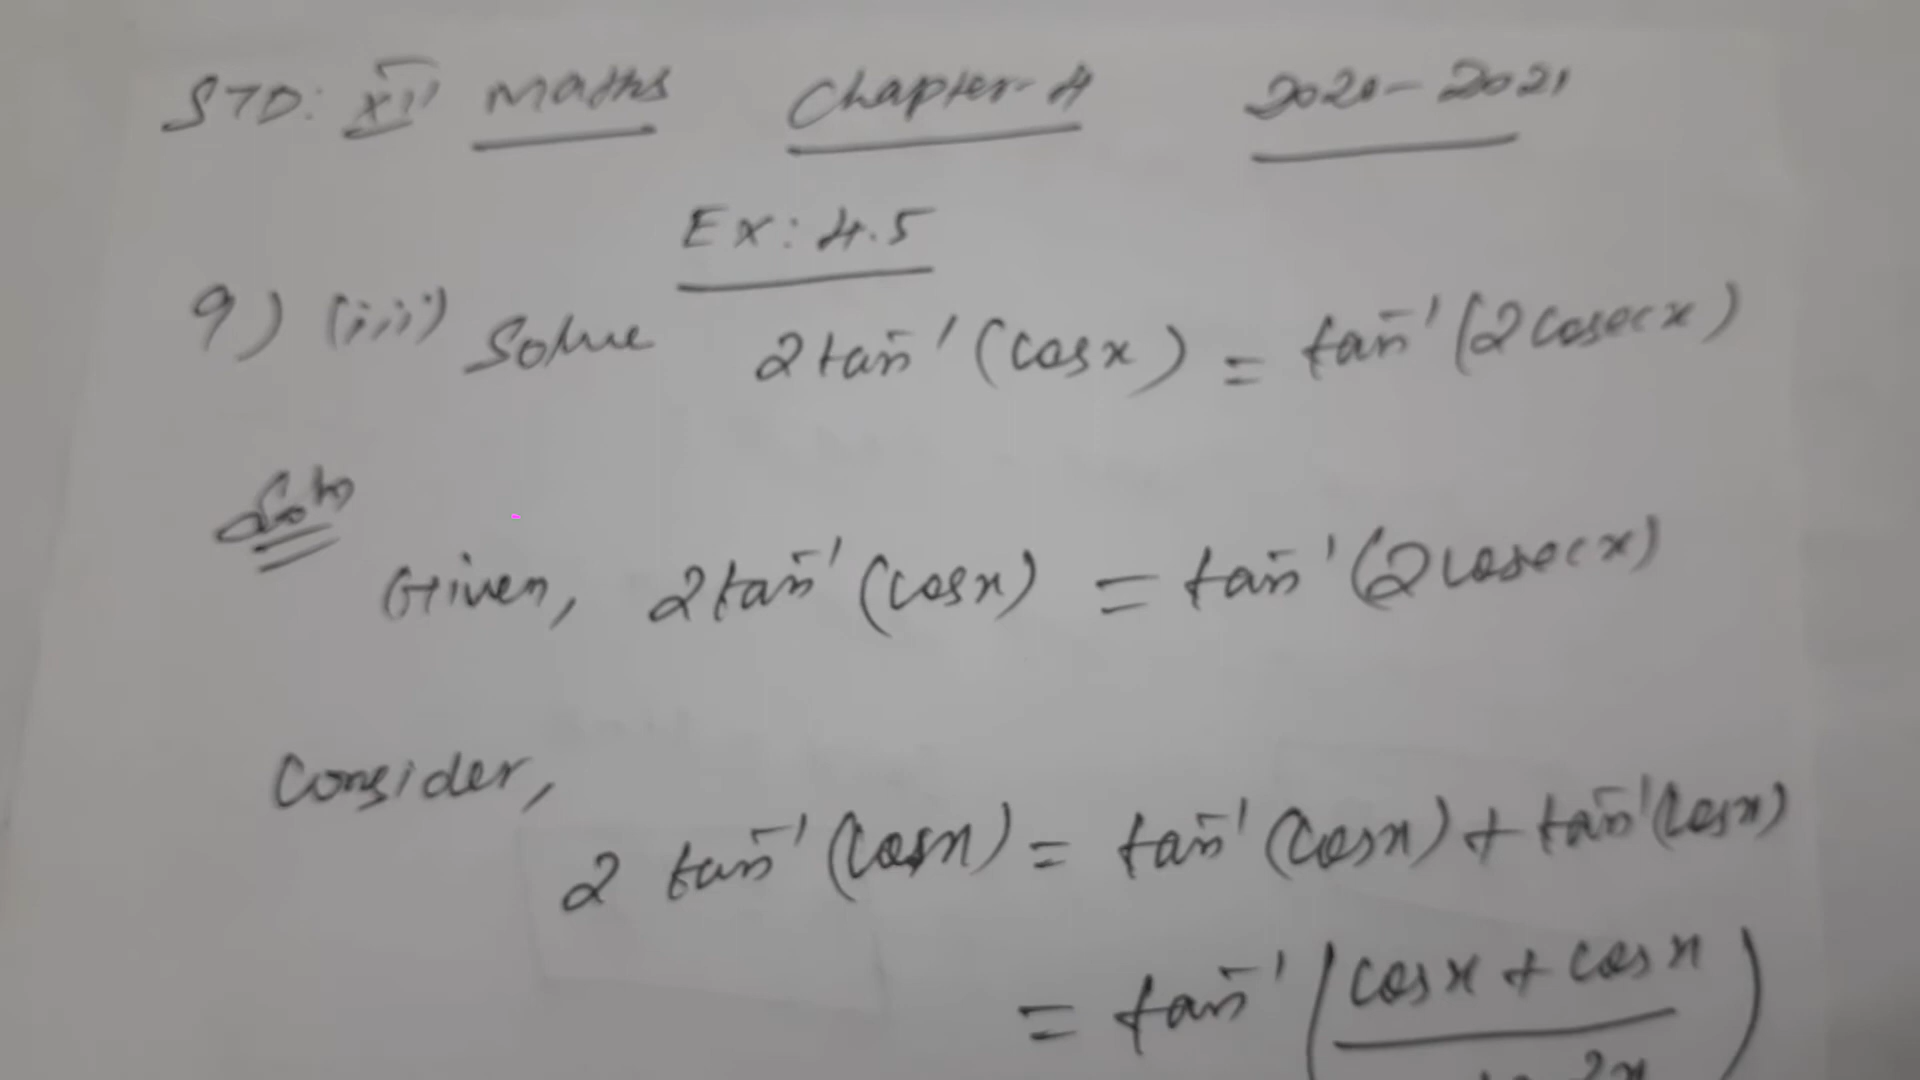 STD: XII Maths Chapter-4 2020-2021
Ex: 4.5
9) (iii) Solve 2tan⁻¹(cosx) = tan⁻¹(2cosecx)
Soln
Given, 2tan⁻¹(cosx) = tan⁻¹(2cosecx)
Consider,
2 tan⁻¹(cosx) = tan⁻¹(cosx) + tan⁻¹(cosx)
= tan⁻¹(cosx + cosx)